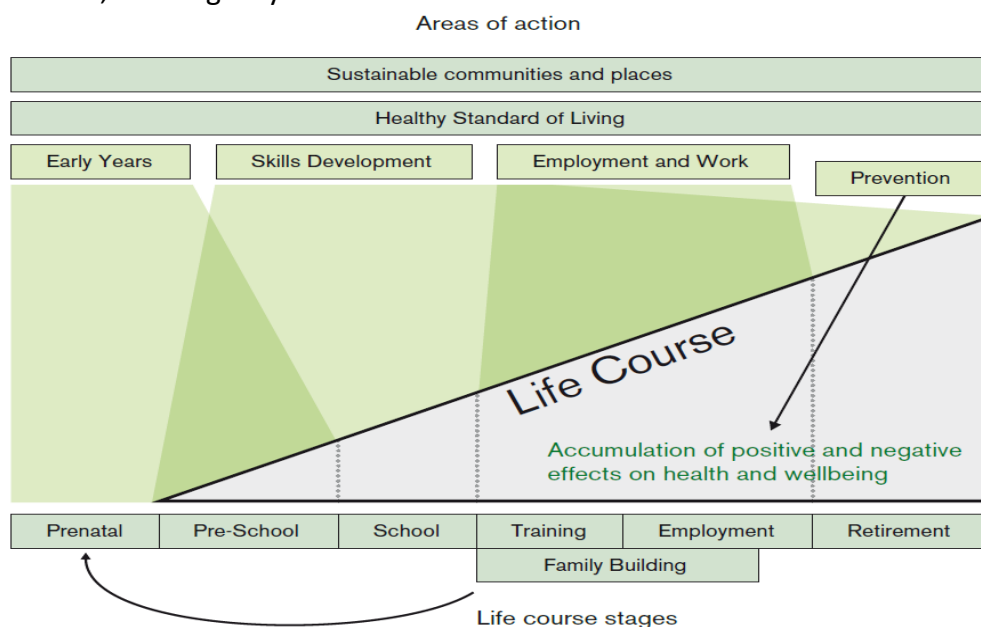 Areas of action
Sustainable communities and places
Healthy Standard of Living
Early Years
Skills Development
Employment and Work
Prevention
Life Course
Accumulation of positive and negative
effects on health and wellbeing
Prenatal
Pre-School
School
Training
Employment
Retirement
Family Building
Life course stages